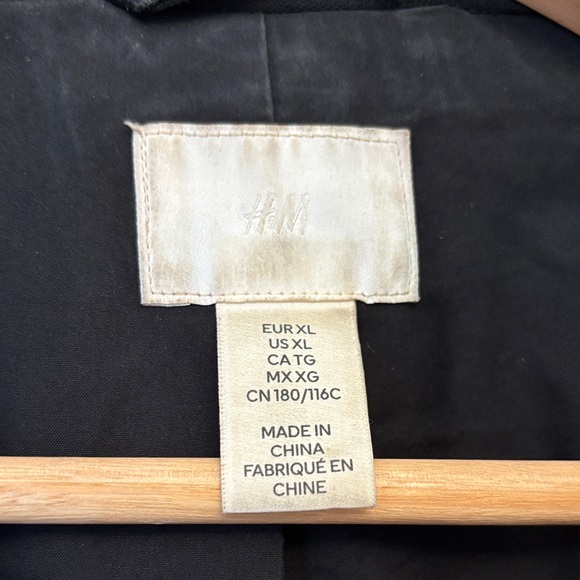 H&M
EUR XL
US XL
CA TG
MX XG
CN 180/116C
MADE IN
CHINA
FABRIQUÉ EN
CHINE